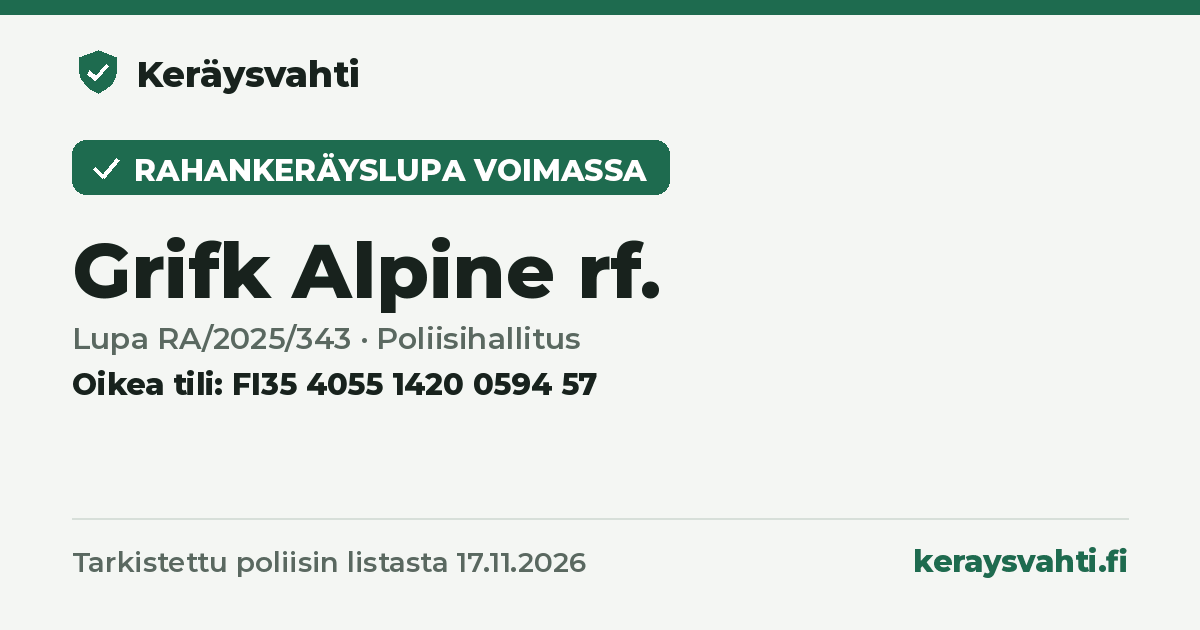 Keräysvahti
RAHANKERÄYSLUPA VOIMASSA
Grifk Alpine rf.
Lupa RA/2025/343 · Poliisihallitus
Oikea tili: FI35 4055 1420 0594 57
Tarkistettu poliisin listasta 17.11.2026
keraysvahti.fi